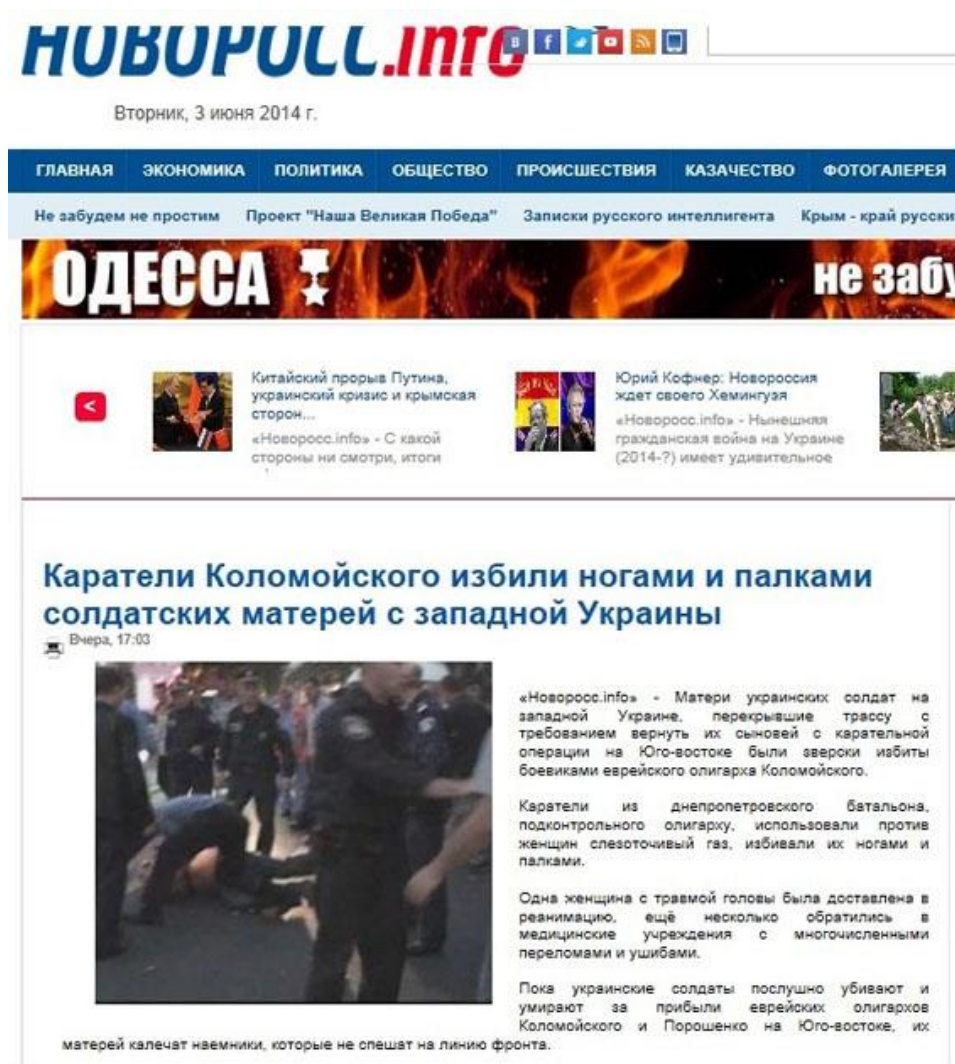 НОВОРОСС.info
Вторник, 3 июня 2014 г.
ГЛАВНАЯ ЭКОНОМИКА ПОЛИТИКА ОБЩЕСТВО ПРОИСШЕСТВИЯ КАЗАЧЕСТВО ФОТОГАЛЕРЕЯ
Не забудем не простим Проект "Наша Великая Победа" Записки русского интеллигента Крым - край русски
ОДЕССА не забу
Китайский прорыв Путина,
украинский кризис и крымская
сторон...
«Новоросс.info» - С какой
стороны ни смотри, итоги
Юрий Кофнер: Новороссия
ждет своего Хемингуэя
«Новоросс.info» - Нынешняя
гражданская война на Украине
(2014-?) имеет удивительное
Каратели Коломойского избили ногами и палками
солдатских матерей с западной Украины
Вчера, 17:03
«Новоросс.info» - Матери украинских солдат на
западной Украине, перекрывшие трассу с
требованием вернуть их сыновей с карательной
операции на Юго-востоке были зверски избиты
боевиками еврейского олигарха Коломойского.
Каратели из днепропетровского батальона,
подконтрольного олигарху, использовали против
женщин слезоточивый газ, избивали их ногами и
палками.
Одна женщина с травмой головы была доставлена в
реанимацию, ещё несколько обратились в
медицинские учреждения с многочисленными
переломами и ушибами.
Пока украинские солдаты послушно убивают и
умирают за прибыли еврейских олигархов
Коломойского и Порошенко на Юго-востоке, их
матерей калечат наемники, которые не спешат на линию фронта.